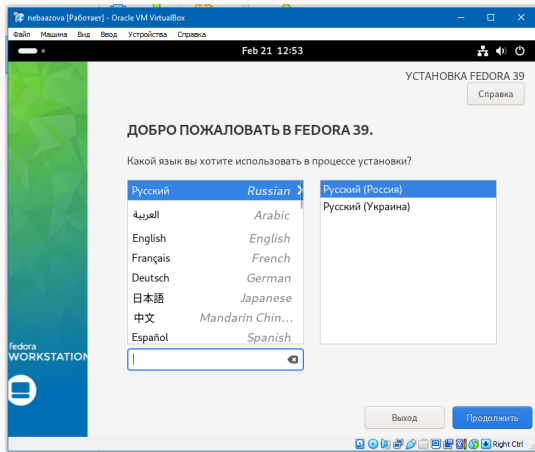 nebaazova [Работает] - Oracle VM VirtualBox
Файл Машина Вид Ввод Устройства Справка
Feb 21 12:53
УСТАНОВКА FEDORA 39
Справка
ДОБРО ПОЖАЛОВАТЬ В FEDORA 39.
Какой язык вы хотите использовать в процессе установки?
Русский Russian
Русский (Россия)
العربية Arabic
Русский (Украина)
English English
Français French
Deutsch German
日本語 Japanese
中文 Mandarin Chin...
Español Spanish
fedora
WORKSTATION
Выход
Продолжить
Right Ctrl